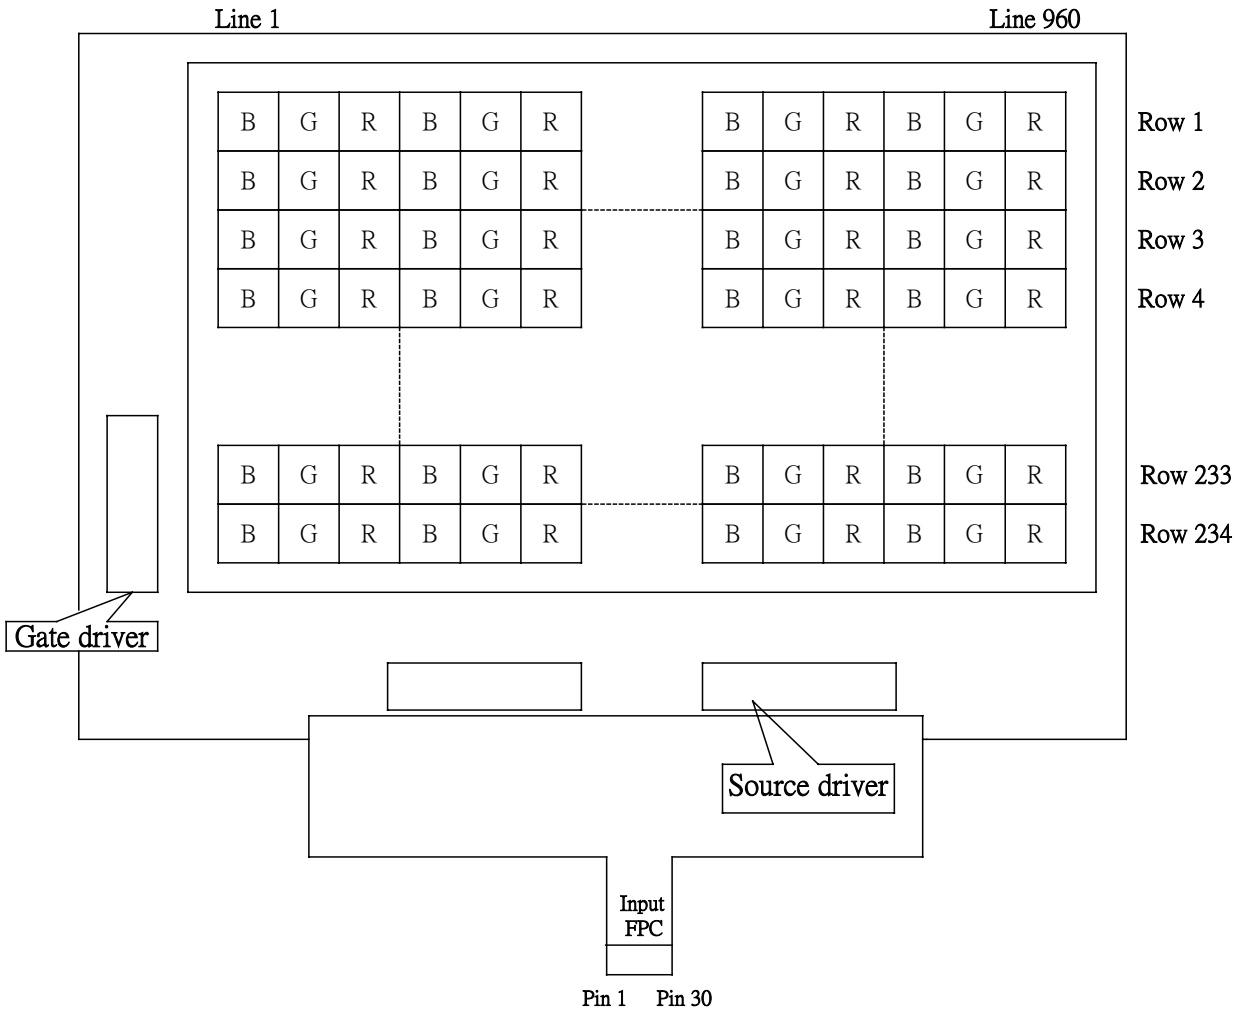 Line 1 Line 960
B G R B G R B G R B G R Row 1
B G R B G R B G R B G R Row 2
B G R B G R B G R B G R Row 3
B G R B G R B G R B G R Row 4
B G R B G R B G R B G R Row 233
B G R B G R B G R B G R Row 234
Gate driver
Source driver
Input
FPC
Pin 1 Pin 30